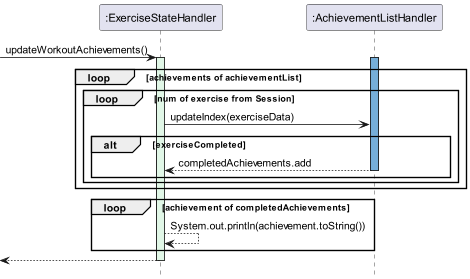 :ExerciseStateHandler
:AchievementListHandler
updateWorkoutAchievements()
loop
[achievements of achievementList]
loop
[num of exercise from Session]
updateIndex(exerciseData)
alt
[exerciseCompleted]
completedAchievements.add
loop
[achievement of completedAchievements]
System.out.println(achievement.toString())